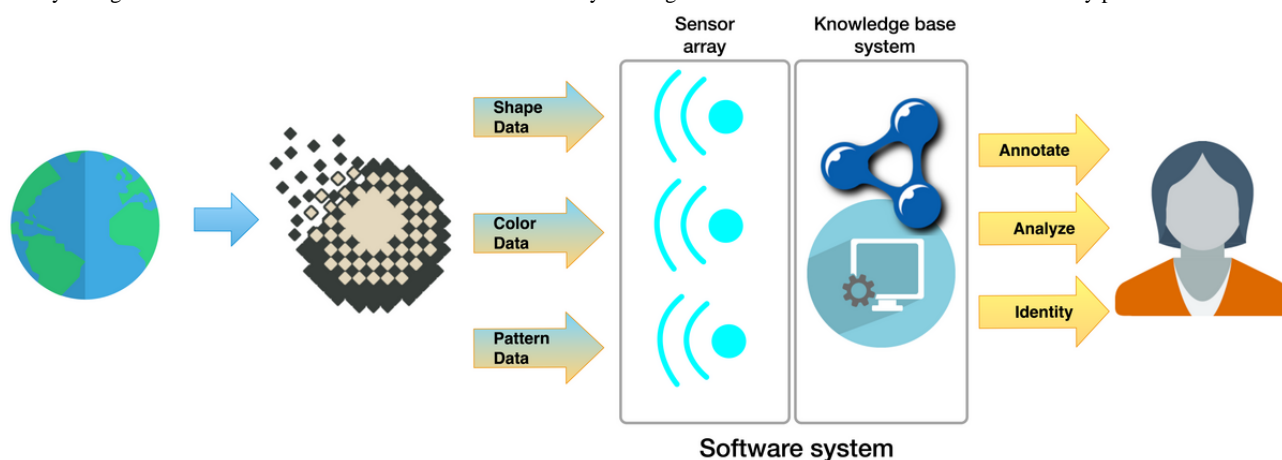 Sensor
array
Knowledge base
system
Shape
Data
Color
Data
Pattern
Data
Annotate
Analyze
Identity
Software system